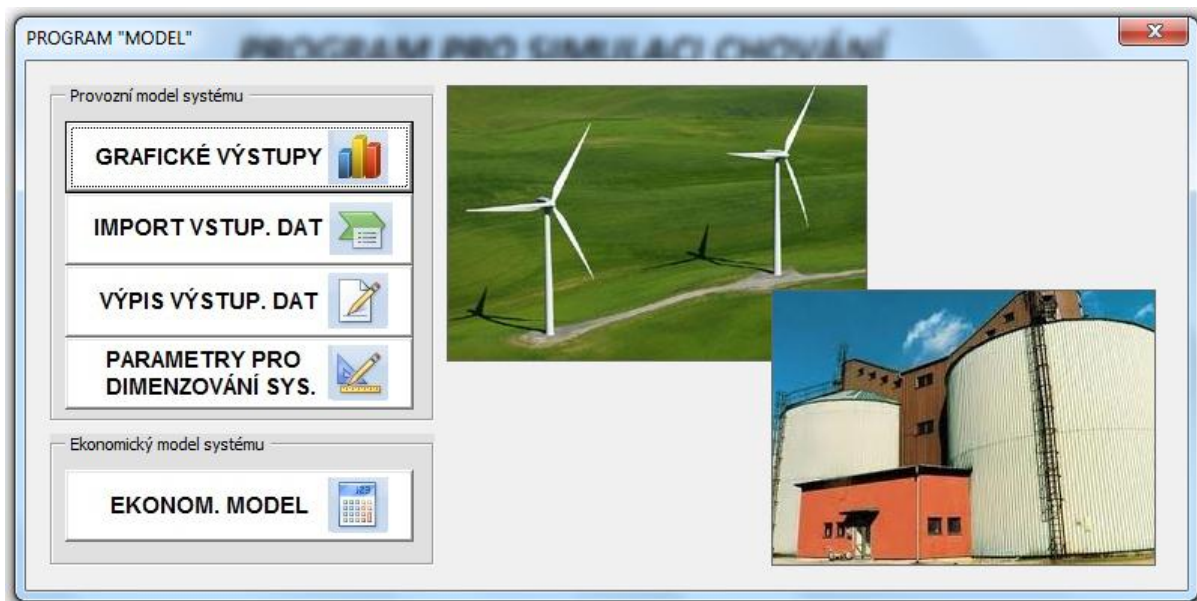 PROGRAM "MODEL"
PROGRAM PRO SIMULACI CHOVÁNÍ
Provozní model systému
GRAFICKÉ VÝSTUPY
IMPORT VSTUP. DAT
VÝPIS VÝSTUP. DAT
PARAMETRY PRO
DIMENZOVÁNÍ SYS.
Ekonomický model systému
EKONOM. MODEL